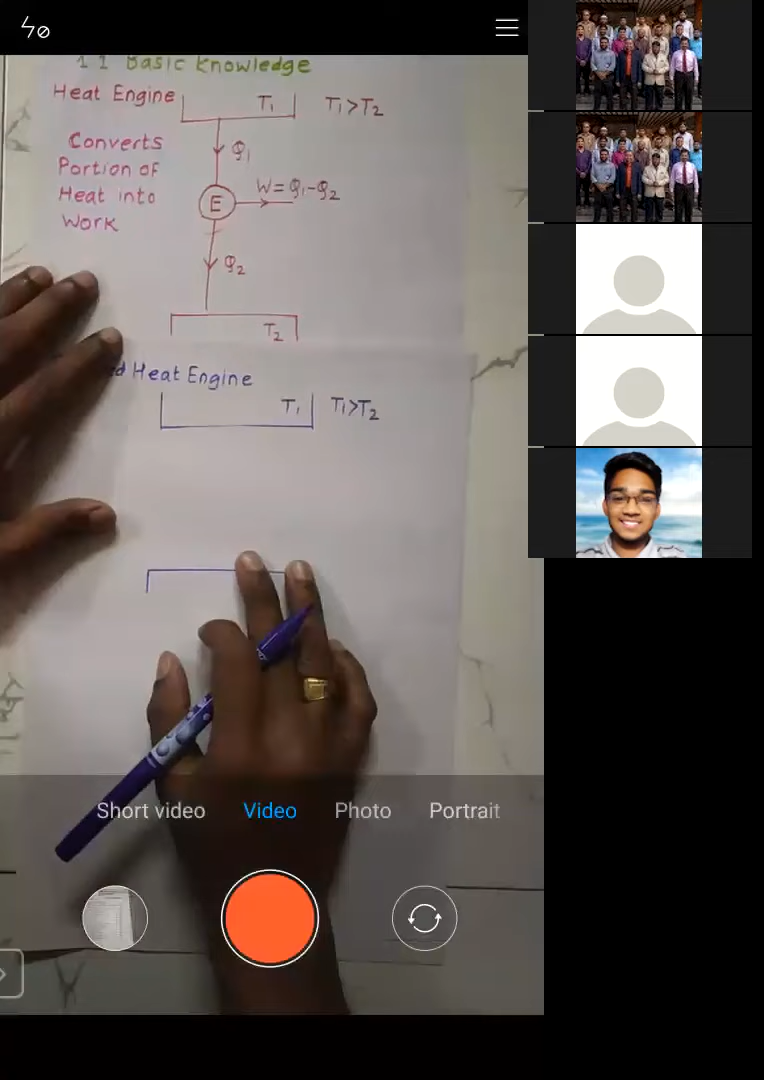 1.1 Basic Knowledge
Heat Engine
T1
T1>T2
Converts
Portion of
Heat into
Work
Q1
E
W=Q1-Q2
Q2
T2
d Heat Engine
T1
T1>T2
Short video
Video
Photo
Portrait